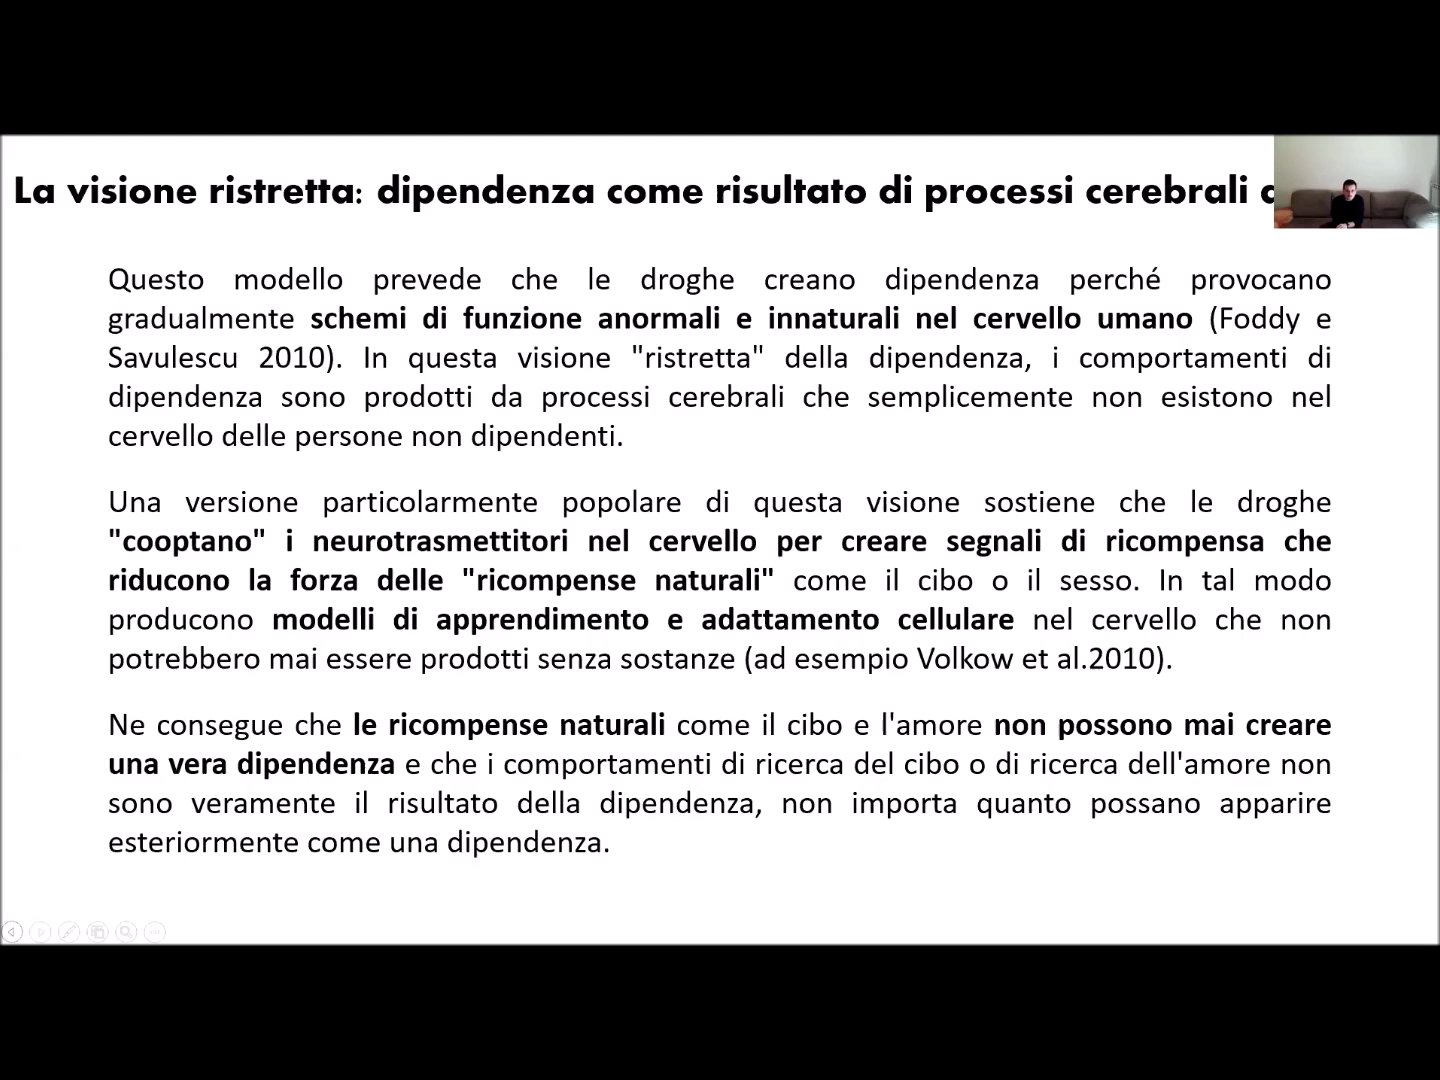 La visione ristretta: dipendenza come risultato di processi cerebrali
Questo modello prevede che le droghe creano dipendenza perché provocano
gradualmente schemi di funzione anormali e innaturali nel cervello umano (Foddy e
Savulescu 2010). In questa visione "ristretta" della dipendenza, i comportamenti di
dipendenza sono prodotti da processi cerebrali che semplicemente non esistono nel
cervello delle persone non dipendenti.
Una versione particolarmente popolare di questa visione sostiene che le droghe
"cooptano" i neurotrasmettitori nel cervello per creare segnali di ricompensa che
riducono la forza delle "ricompense naturali" come il cibo o il sesso. In tal modo
producono modelli di apprendimento e adattamento cellulare nel cervello che non
potrebbero mai essere prodotti senza sostanze (ad esempio Volkow et al.2010).
Ne consegue che le ricompense naturali come il cibo e l'amore non possono mai creare
una vera dipendenza e che i comportamenti di ricerca del cibo o di ricerca dell'amore non
sono veramente il risultato della dipendenza, non importa quanto possano apparire
esteriormente come una dipendenza.